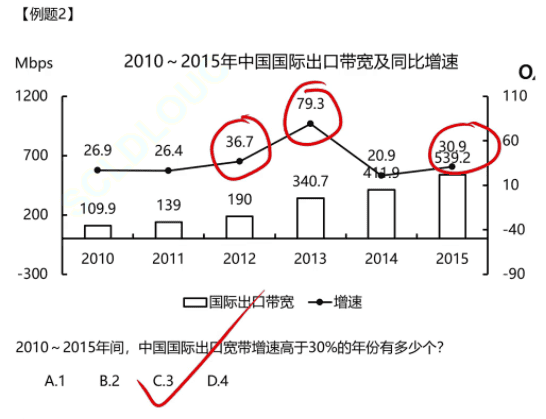 【例题2】
Mbps 2010～2015年中国国际出口带宽及同比增速
1200 79.3 110
26.9 26.4 36.7 20.9 30.9 60
700 411.9 539.2
340.7 10
109.9 139 190
200 -40
-300 2010 2011 2012 2013 2014 2015 -90
国际出口带宽 增速
2010～2015年间，中国国际出口宽带增速高于30%的年份有多少个？
A.1 B.2 C.3 D.4